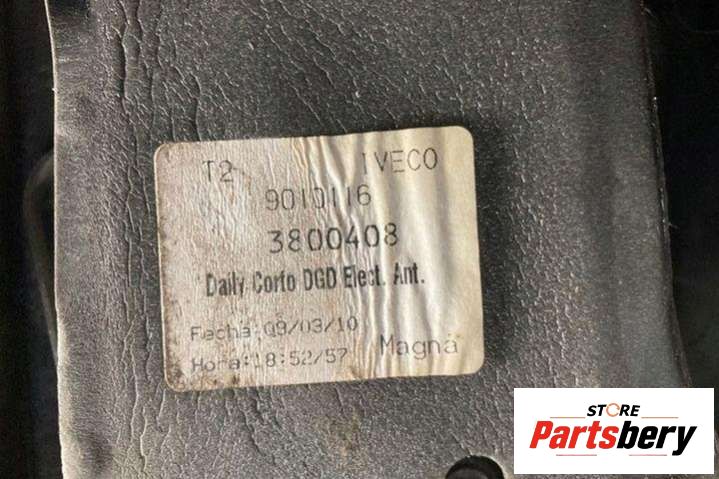 T2 IVECO
9010116
3800408
Daily Corto DGD Elect. Ant.
Fecha:09/03/10
Hora:18:52/57 Magna
STORE
Partsbery